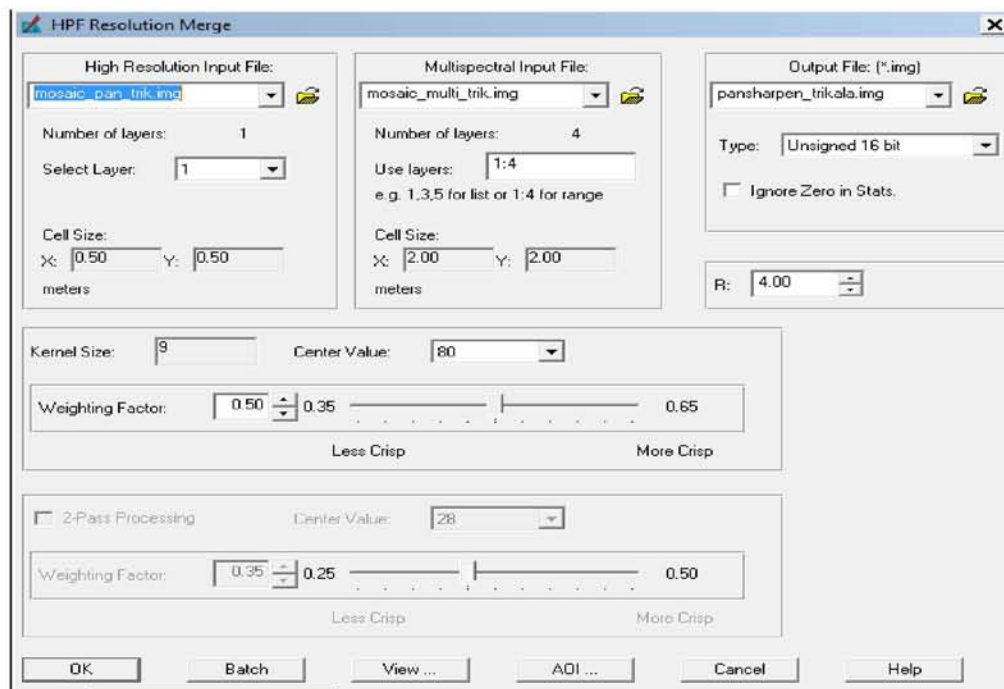 HPF Resolution Merge
High Resolution Input File:
mosaic_pan_trik.img
Number of layers: 1
Select Layer: 1
Cell Size:
X: 0.50 Y: 0.50
meters
Multispectral Input File:
mosaic_multi_trik.img
Number of layers: 4
Use layers: 1:4
e.g. 1,3,5 for list or 1:4 for range
Cell Size:
X: 2.00 Y: 2.00
meters
Output File: (*.img)
pansharpen_trikala.img
Type: Unsigned 16 bit
Ignore Zero in Stats.
R: 4.00
Kernel Size: 9 Center Value: 80
Weighting Factor: 0.50 0.35 0.65
Less Crisp More Crisp
2-Pass Processing Center Value: 28
Weighting Factor: 0.35 0.25 0.50
Less Crisp More Crisp
OK Batch View ... AOI ... Cancel Help